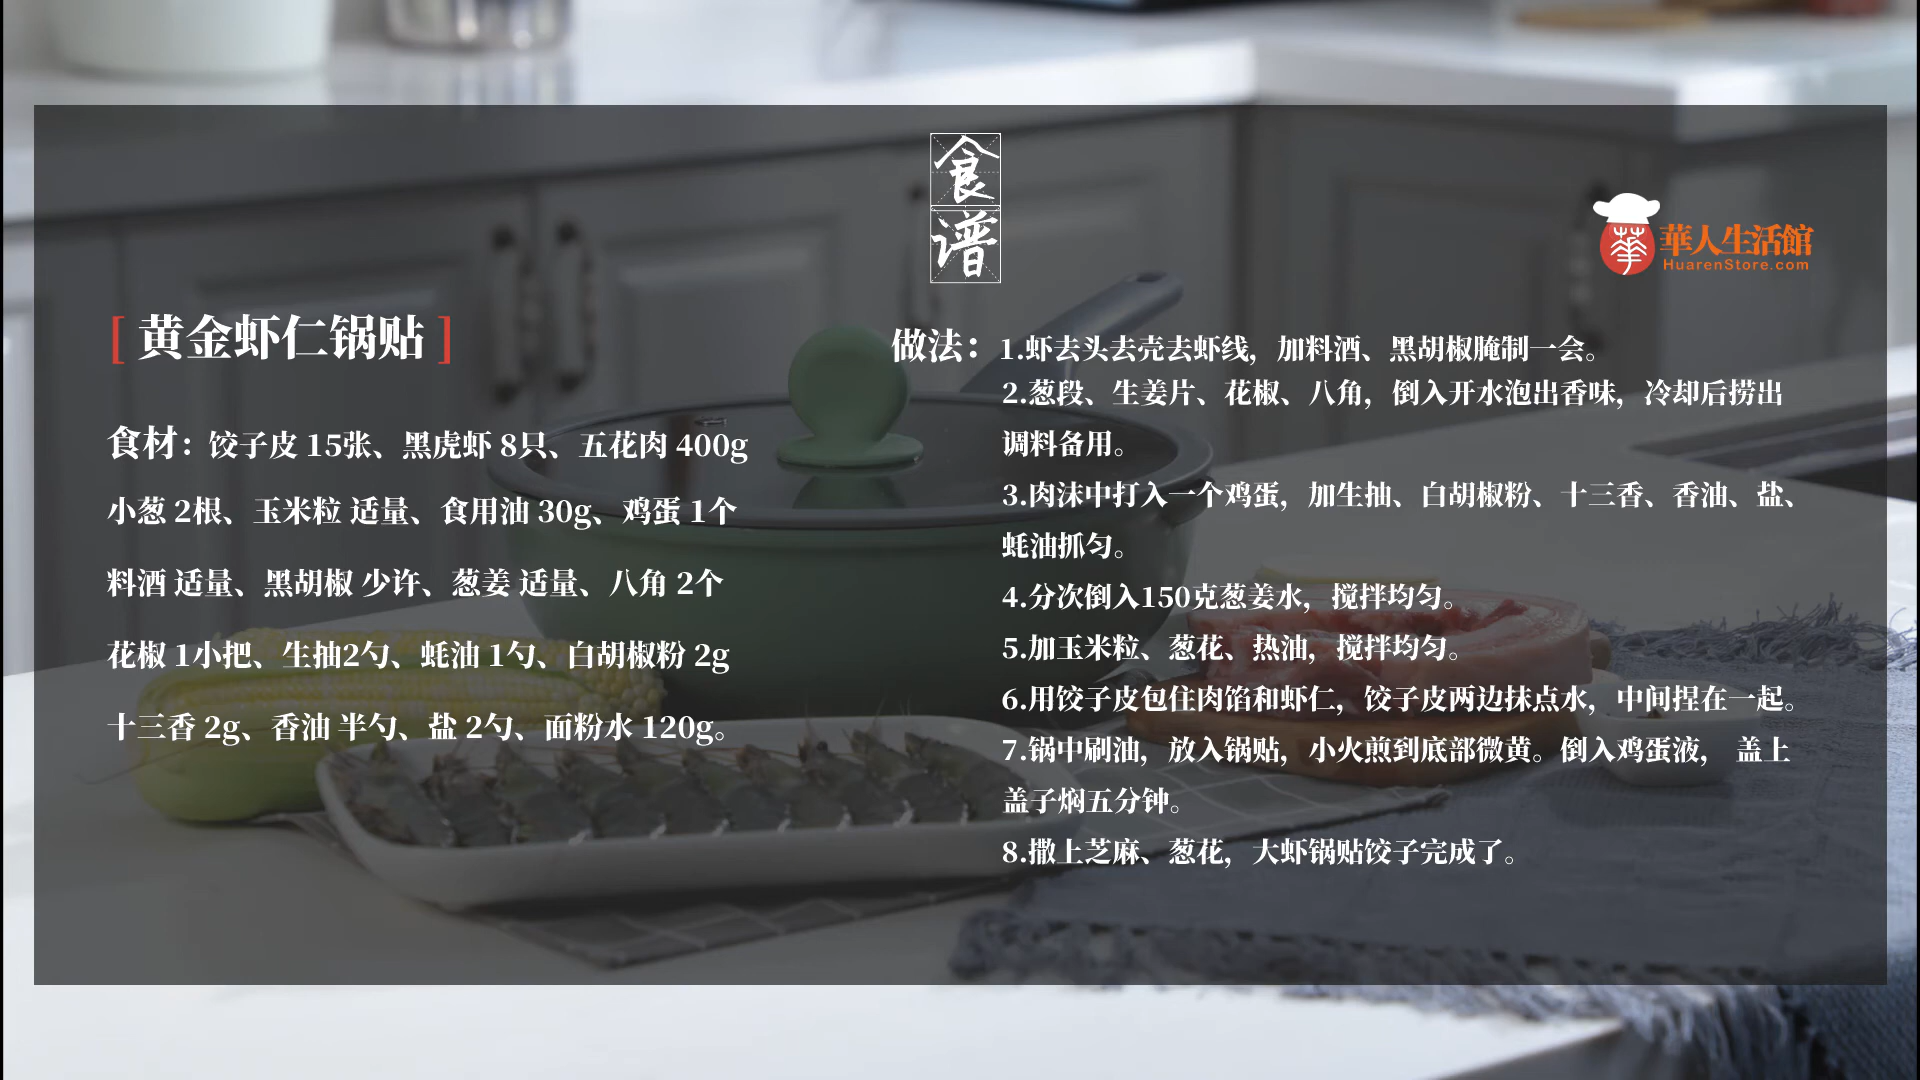 食谱
華人生活館
HuarenStore.com
[ 黄金虾仁锅贴 ]
食材：饺子皮 15张、黑虎虾 8只、五花肉 400g
小葱 2根、玉米粒 适量、食用油 30g、鸡蛋 1个
料酒 适量、黑胡椒 少许、葱姜 适量、八角 2个
花椒 1小把、生抽2勺、蚝油 1勺、白胡椒粉 2g
十三香 2g、香油 半勺、盐 2勺、面粉水 120g。
做法：1.虾去头去壳去虾线，加料酒、黑胡椒腌制一会。
2.葱段、生姜片、花椒、八角，倒入开水泡出香味，冷却后捞出
调料备用。
3.肉沫中打入一个鸡蛋，加生抽、白胡椒粉、十三香、香油、盐、
蚝油抓匀。
4.分次倒入150克葱姜水，搅拌均匀。
5.加玉米粒、葱花、热油，搅拌均匀。
6.用饺子皮包住肉馅和虾仁，饺子皮两边抹点水，中间捏在一起。
7.锅中刷油，放入锅贴，小火煎到底部微黄。倒入鸡蛋液， 盖上
盖子焖五分钟。
8.撒上芝麻、葱花，大虾锅贴饺子完成了。
華